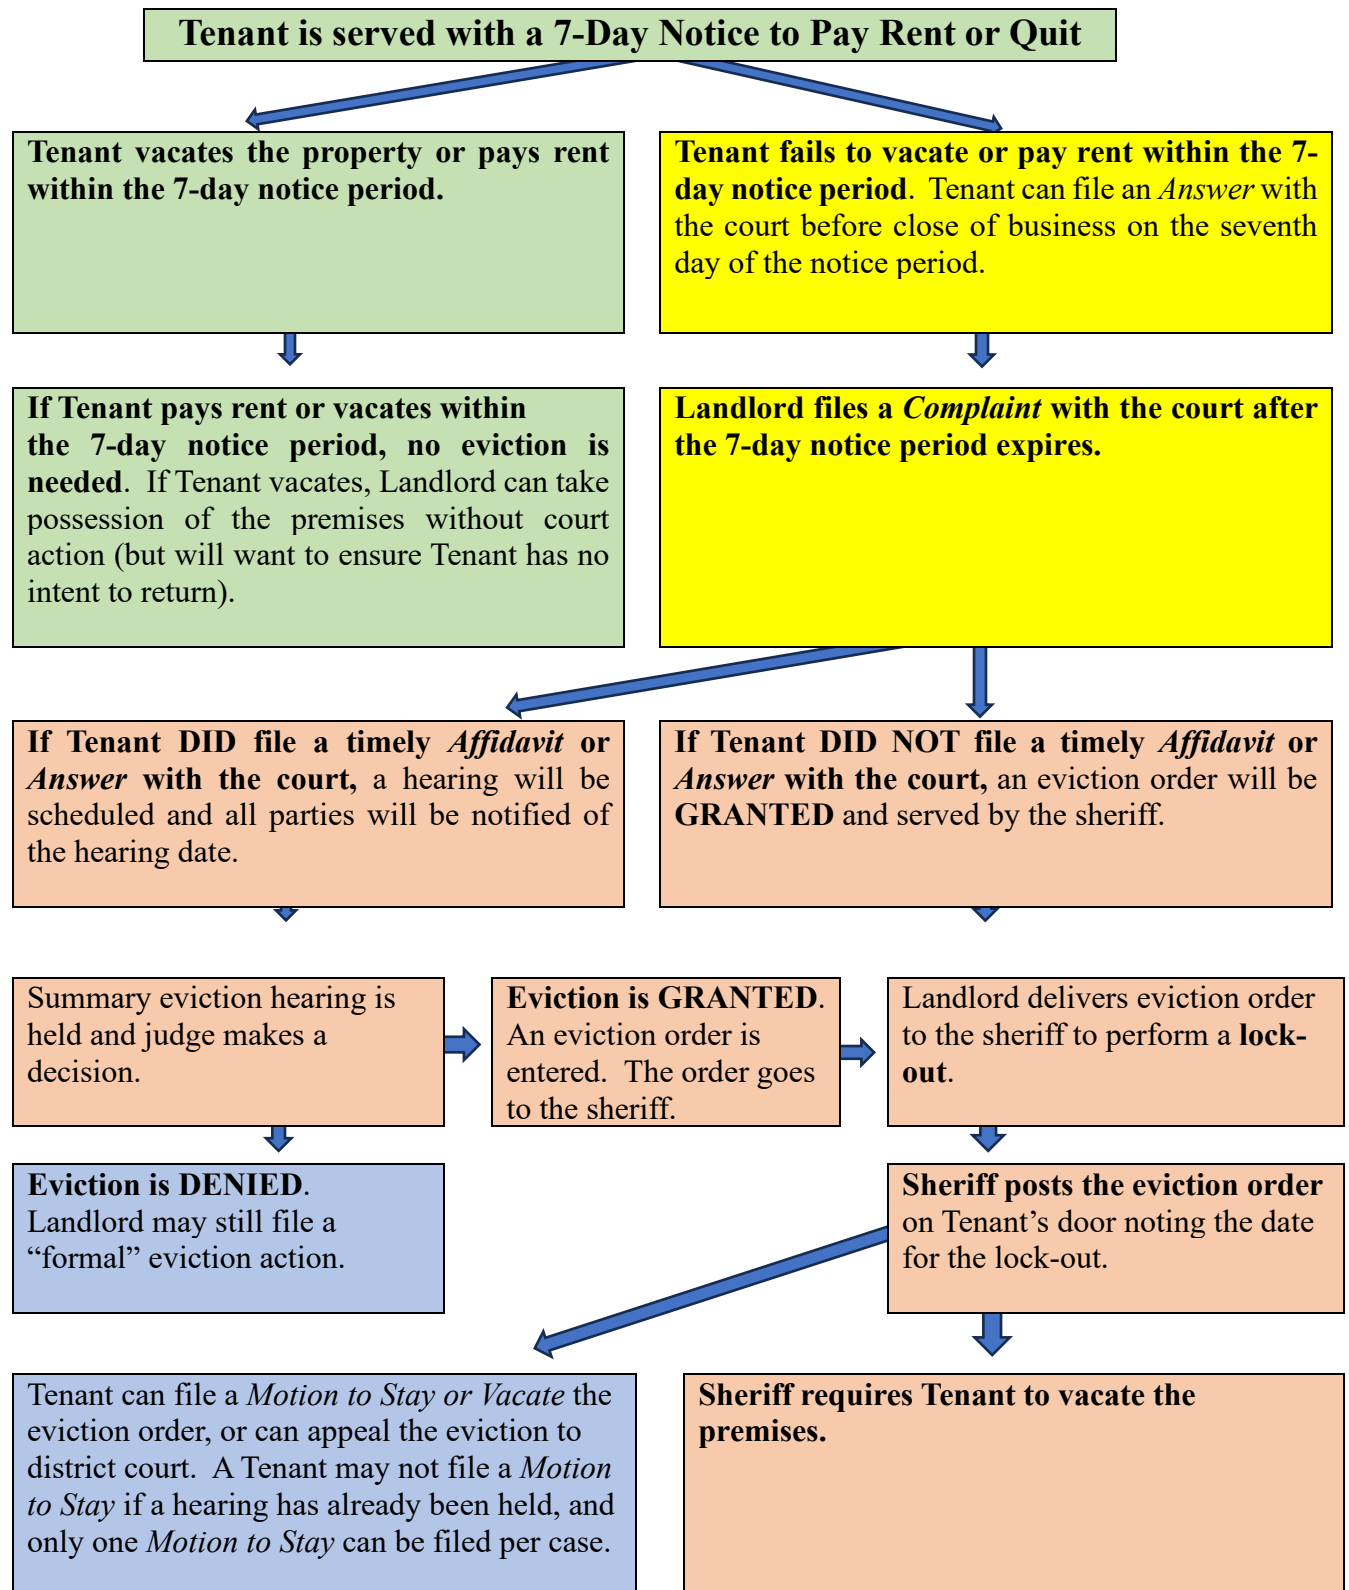 Tenant is served with a 7-Day Notice to Pay Rent or Quit
Tenant vacates the property or pays rent
within the 7-day notice period.
Tenant fails to vacate or pay rent within the 7-
day notice period. Tenant can file an Answer with
the court before close of business on the seventh
day of the notice period.
If Tenant pays rent or vacates within
the 7-day notice period, no eviction is
needed. If Tenant vacates, Landlord can take
possession of the premises without court
action (but will want to ensure Tenant has no
intent to return).
Landlord files a Complaint with the court after
the 7-day notice period expires.
If Tenant DID file a timely Affidavit or
Answer with the court, a hearing will be
scheduled and all parties will be notified of
the hearing date.
If Tenant DID NOT file a timely Affidavit or
Answer with the court, an eviction order will be
GRANTED and served by the sheriff.
Summary eviction hearing is
held and judge makes a
decision.
Eviction is GRANTED.
An eviction order is
entered. The order goes
to the sheriff.
Landlord delivers eviction order
to the sheriff to perform a lock-
out.
Eviction is DENIED.
Landlord may still file a
“formal” eviction action.
Sheriff posts the eviction order
on Tenant’s door noting the date
for the lock-out.
Tenant can file a Motion to Stay or Vacate the
eviction order, or can appeal the eviction to
district court. A Tenant may not file a Motion
to Stay if a hearing has already been held, and
only one Motion to Stay can be filed per case.
Sheriff requires Tenant to vacate the
premises.